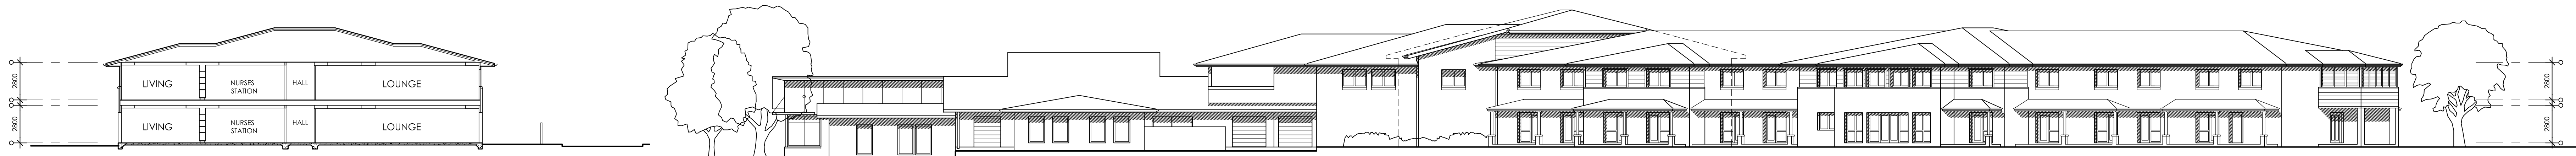 2800
LIVING
NURSES
STATION
HALL
LOUNGE
2800
LIVING
NURSES
STATION
HALL
LOUNGE
2800
2800